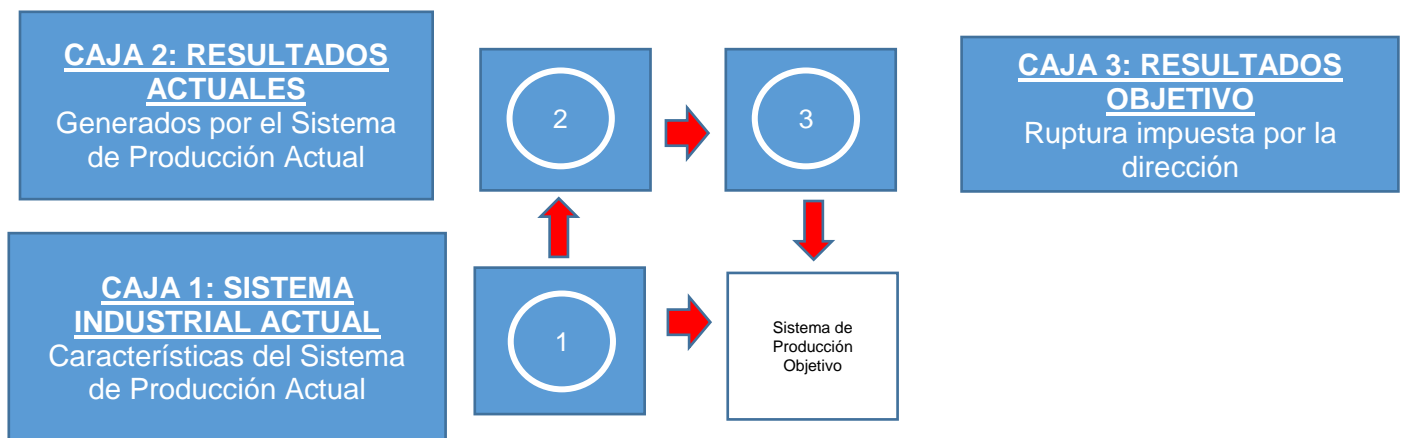 CAJA 2: RESULTADOS
ACTUALES
Generados por el Sistema
de Producción Actual
2
3
CAJA 3: RESULTADOS
OBJETIVO
Ruptura impuesta por la
dirección
CAJA 1: SISTEMA
INDUSTRIAL ACTUAL
Características del Sistema
de Producción Actual
1
Sistema de
Producción
Objetivo